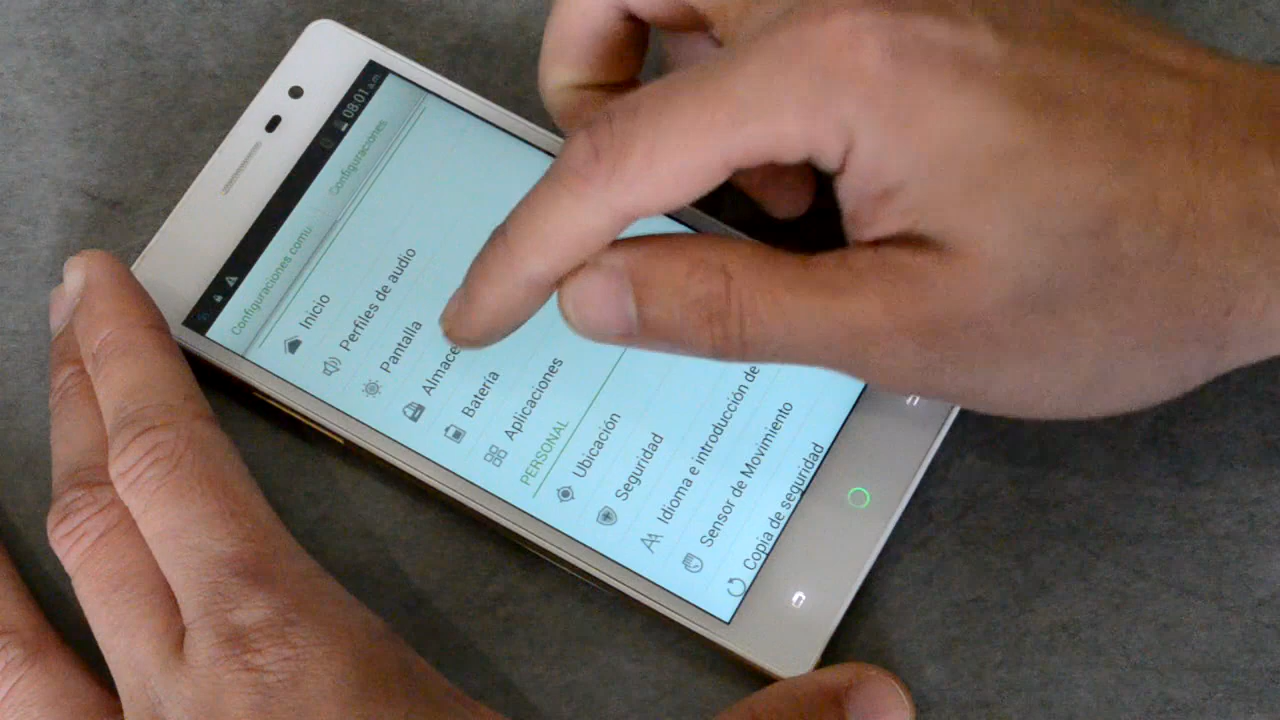 08:01 a.m.
Configuraciones comu
Configuraciones
Inicio
Perfiles de audio
Pantalla
Almace
Batería
Aplicaciones
PERSONAL
Ubicación
Seguridad
Idioma e introducción de
Sensor de Movimiento
Copia de seguridad